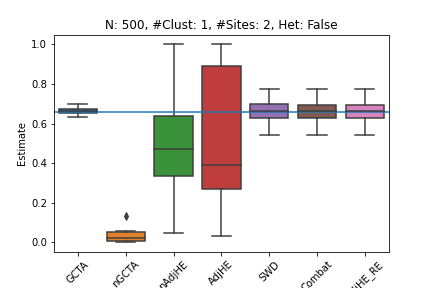 N: 500, #Clust: 1, #Sites: 2, Het: False
Estimate
1.0
0.8
0.6
0.4
0.2
0.0
GCTA
nGCTA
nAdjHE
AdjHE
SWD
Combat